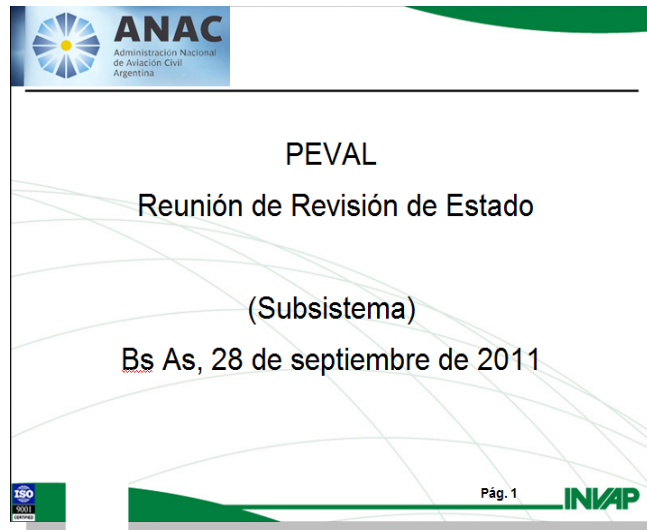 ANAC
Administración Nacional
de Aviación Civil
Argentina
PEVAL
Reunión de Revisión de Estado
(Subsistema)
Bs As, 28 de septiembre de 2011
Pág. 1
INVAP
ISO
9001
CERTIFIED